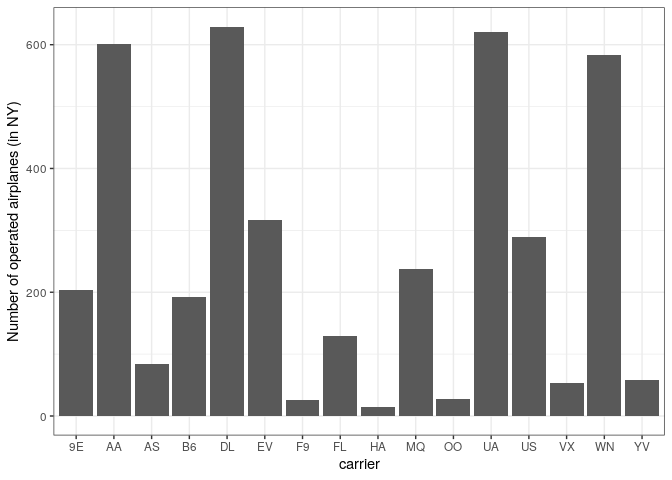 Number of operated airplanes (in NY)
600
400
200
0
9E AA AS B6 DL EV F9 FL HA MQ OO UA US VX WN YV
carrier